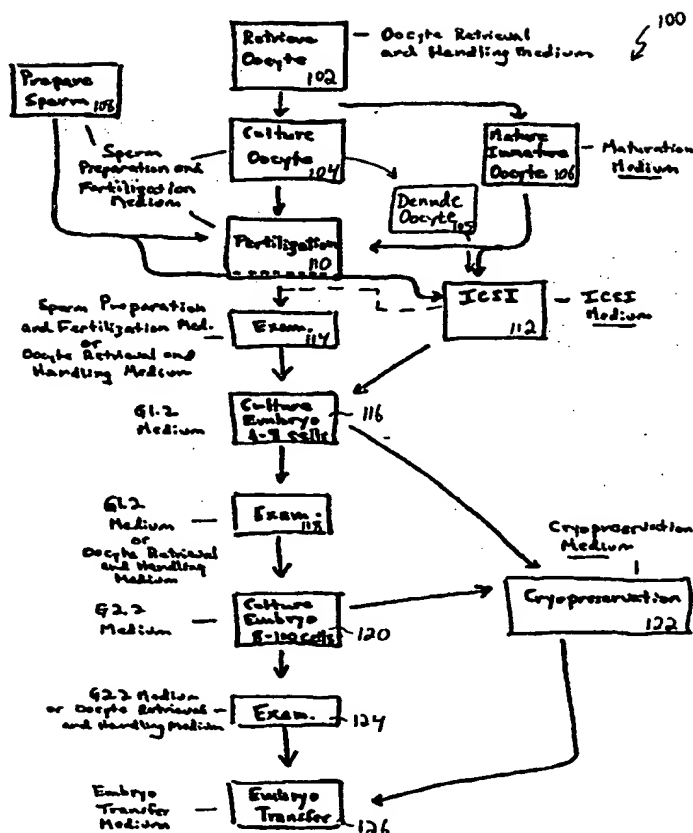 100
Retrieve
Oocyte
102
Oocyte Retrieval
and Handling Medium
Prepare
Sperm
108
Culture
Oocyte
104
Mature
Immature
Oocyte 106
Maturation
Medium
Sperm
Preparation and
Fertilization
Medium
Denude
Oocyte
105
Fertilization
110
ICSI
112
ICSI
Medium
Sperm Preparation
and Fertilization Med.
or
Oocyte Retrieval and
Handling Medium
Exam.
114
G1.2
Medium
Culture
Embryo
4-8 cells
116
G1.2
Medium
or
Oocyte Retrieval
and Handling
Medium
Exam.
118
Cryopreservation
Medium
Cryopreservation
122
G2.2
Medium
Culture
Embryo
8-100 cells
120
G2.2 Medium
or Oocyte Retrieval
and Handling Medium
Exam.
124
Embryo
Transfer
Medium
Embryo
Transfer
126